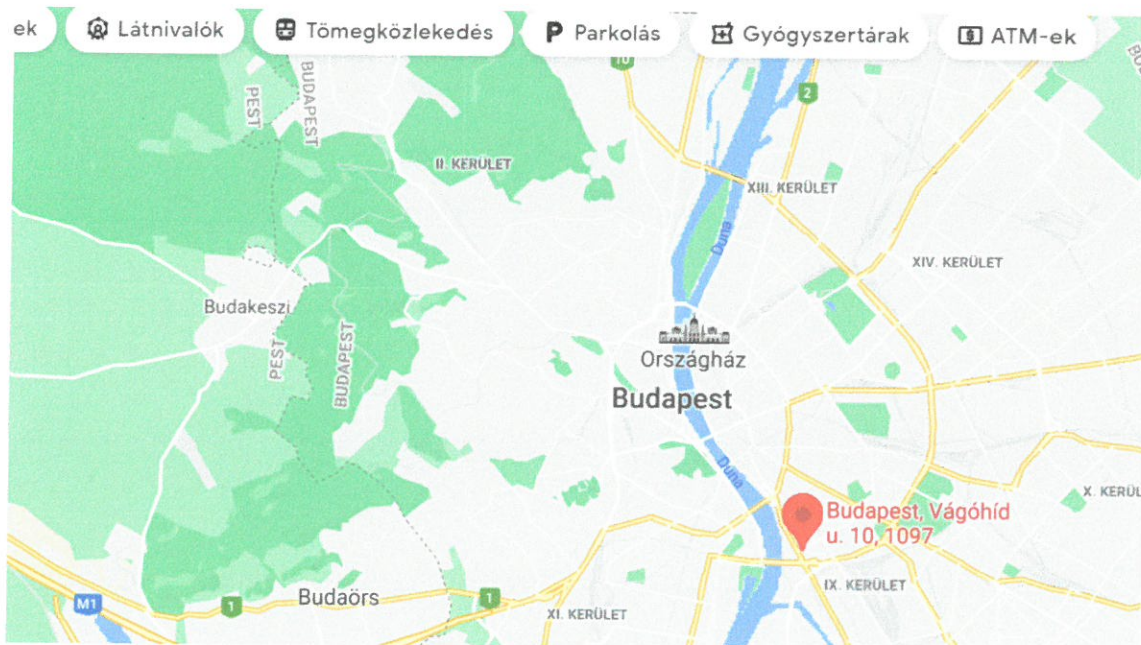 ek
Látnivalók
Tömegközlekedés
Parkolás
Gyógyszertárak
ATM-ek
10
2
PEST
BUDAPEST
II. KERÜLET
XIII. KERÜLET
Duna
XIV. KERÜLET
Budakeszi
PEST
BUDAPEST
Országház
Budapest
Duna
X. KERÜL
Budapest, Vágóhíd
u. 10, 1097
IX. KERÜLET
M1
1
Budaörs
1
XI. KERÜLET